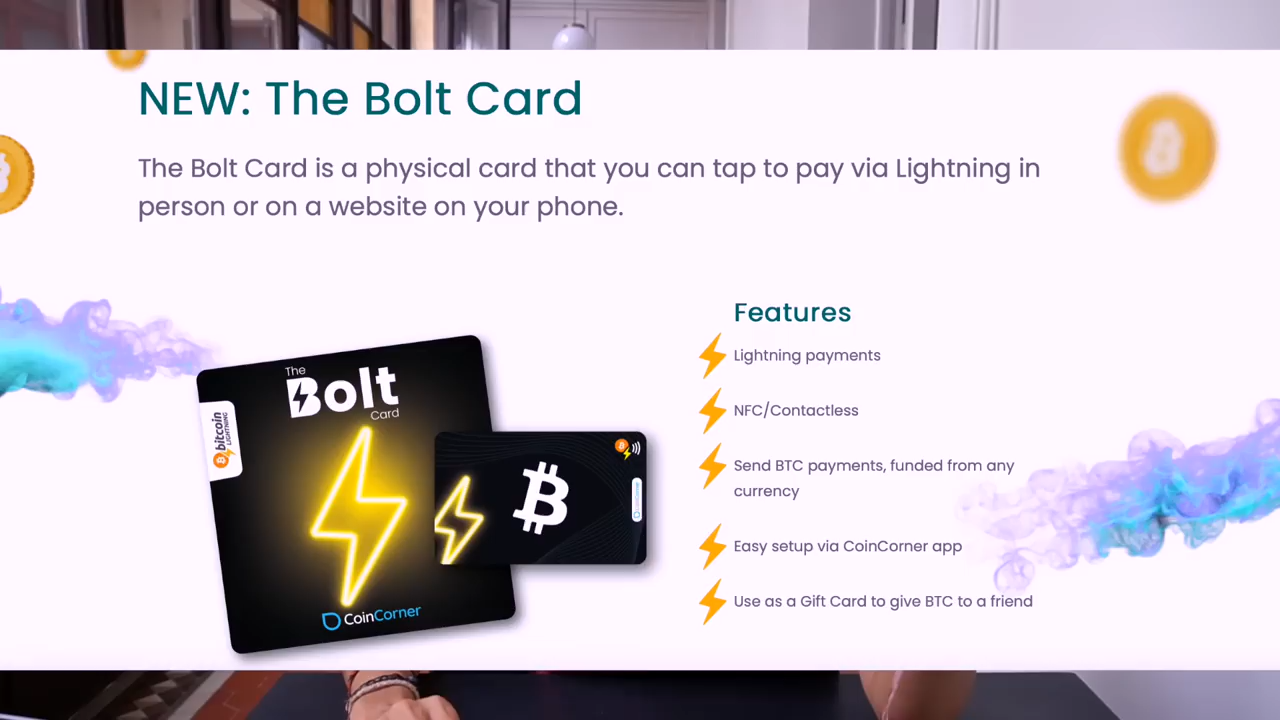 NEW: The Bolt Card
The Bolt Card is a physical card that you can tap to pay via Lightning in
person or on a website on your phone.
The
Bolt
Card
bitcoin
LIGHTNING
CoinCorner
Features
Lightning payments
NFC/Contactless
Send BTC payments, funded from any
currency
Easy setup via CoinCorner app
Use as a Gift Card to give BTC to a friend